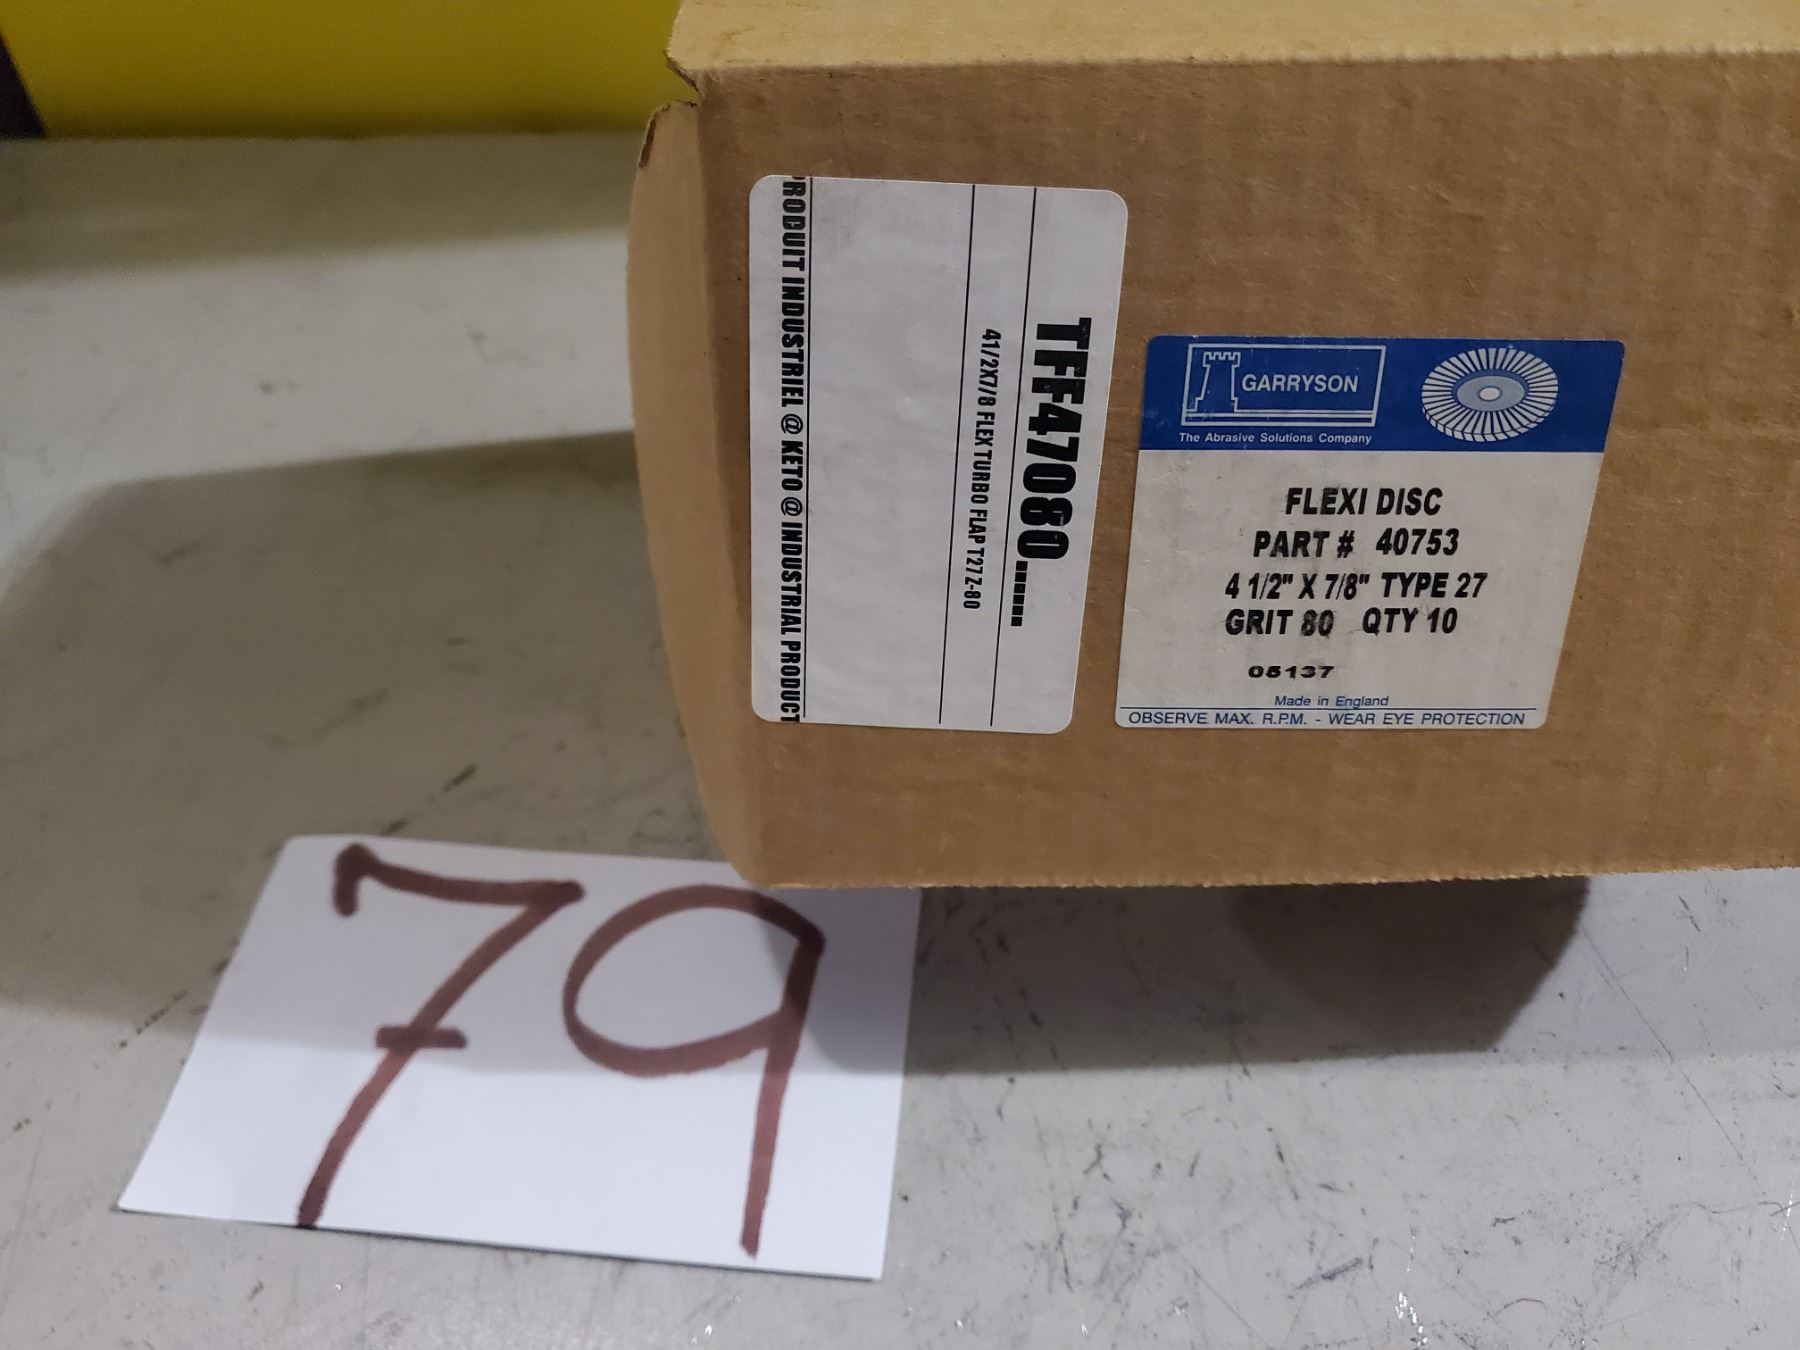 PRODUIT INDUSTRIEL @ KETO @ INDUSTRIAL PRODUCT
41/2X7/8 FLEX TURBO FLAP T27 Z-80
TFF47080......
GARRYSON
The Abrasive Solutions Company
FLEXI DISC
PART # 40753
4 1/2" X 7/8" TYPE 27
GRIT 80 QTY 10
05137
Made in England
OBSERVE MAX. R.P.M. - WEAR EYE PROTECTION
79